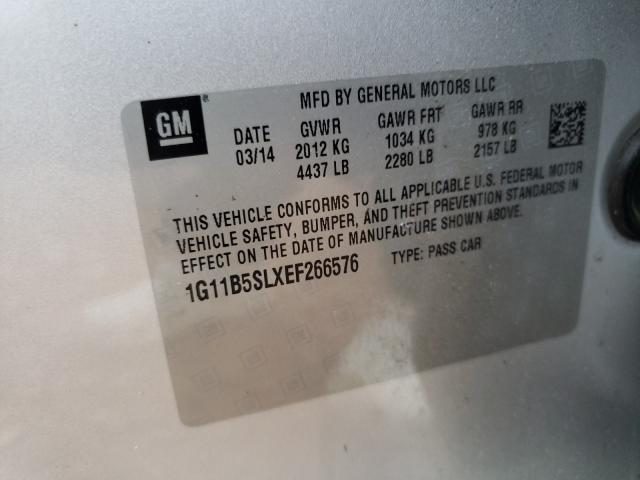 GM
MFD BY GENERAL MOTORS LLC
DATE GVWR GAWR FRT GAWR RR
03/14 2012 KG 1034 KG 978 KG
4437 LB 2280 LB 2157 LB
THIS VEHICLE CONFORMS TO ALL APPLICABLE U.S. FEDERAL MOTOR
VEHICLE SAFETY, BUMPER, AND THEFT PREVENTION STANDARDS IN
EFFECT ON THE DATE OF MANUFACTURE SHOWN ABOVE.
1G11B5SLXEF266576 TYPE: PASS CAR